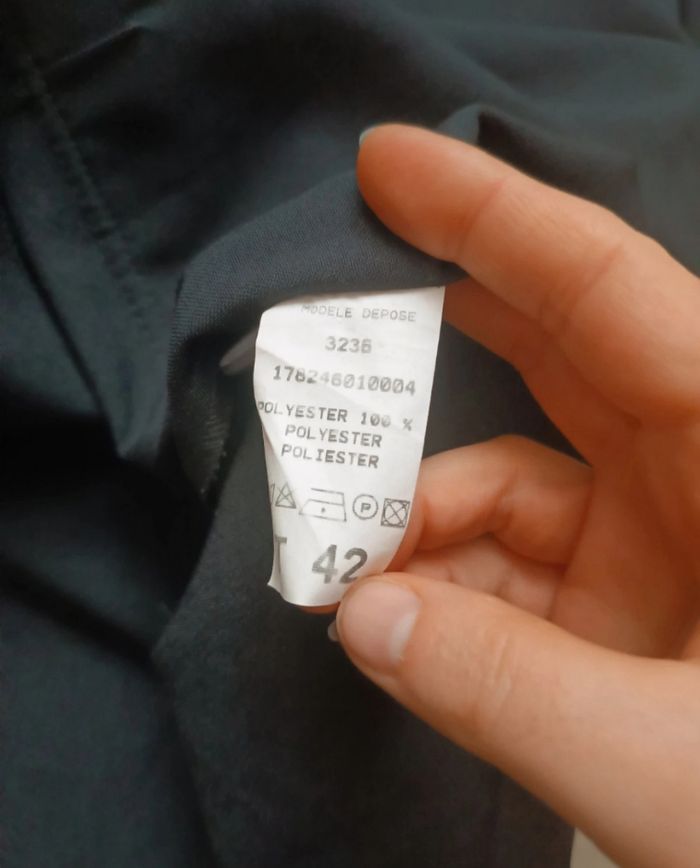 MODELE DEPOSE
3236
178246010004
POLYESTER 100 %
POLYESTER
POLIESTER
P
T 42